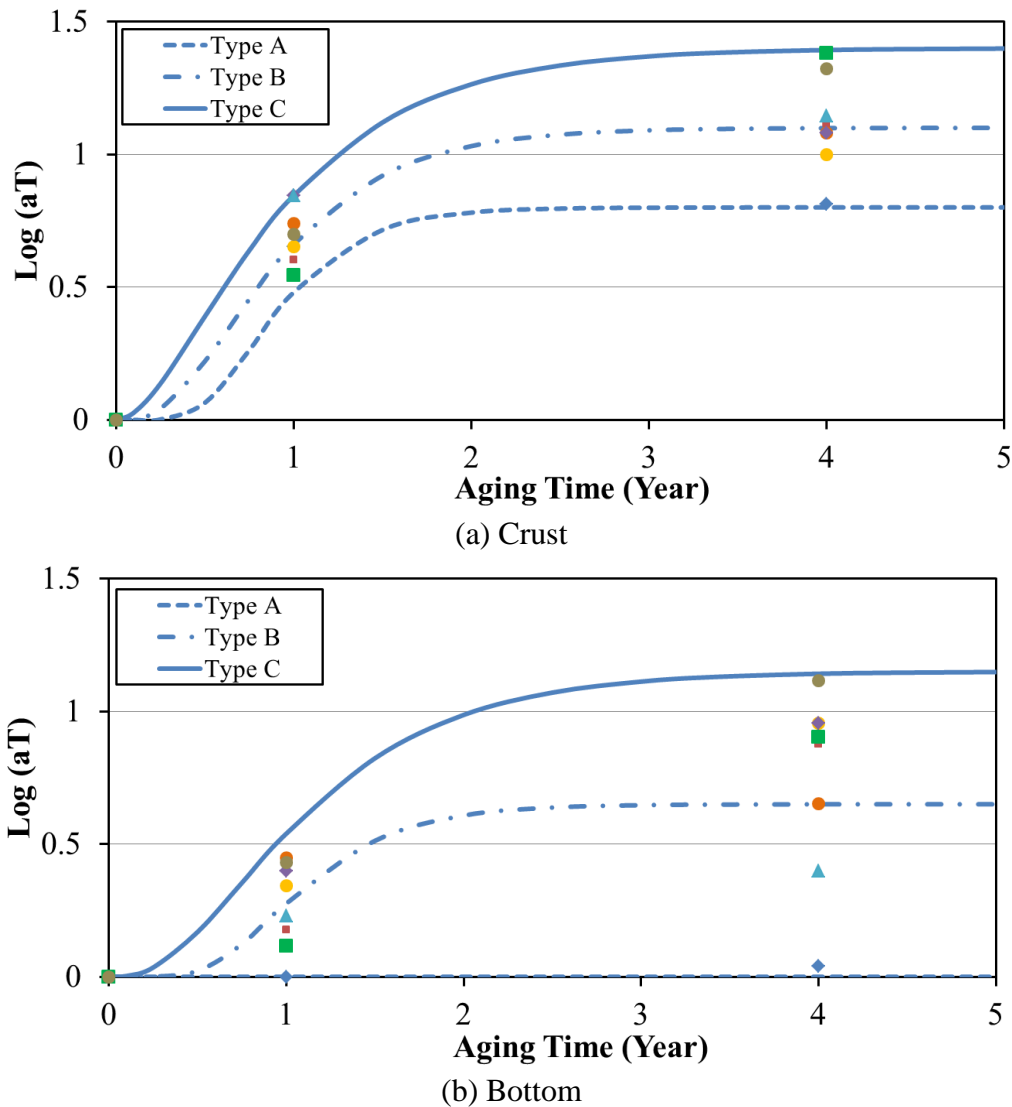 1.5
1
0.5
0
Log (aT)
Type A
Type B
Type C
0 1 2 3 4 5
Aging Time (Year)
(a) Crust
1.5
1
0.5
0
Log (aT)
Type A
Type B
Type C
0 1 2 3 4 5
Aging Time (Year)
(b) Bottom